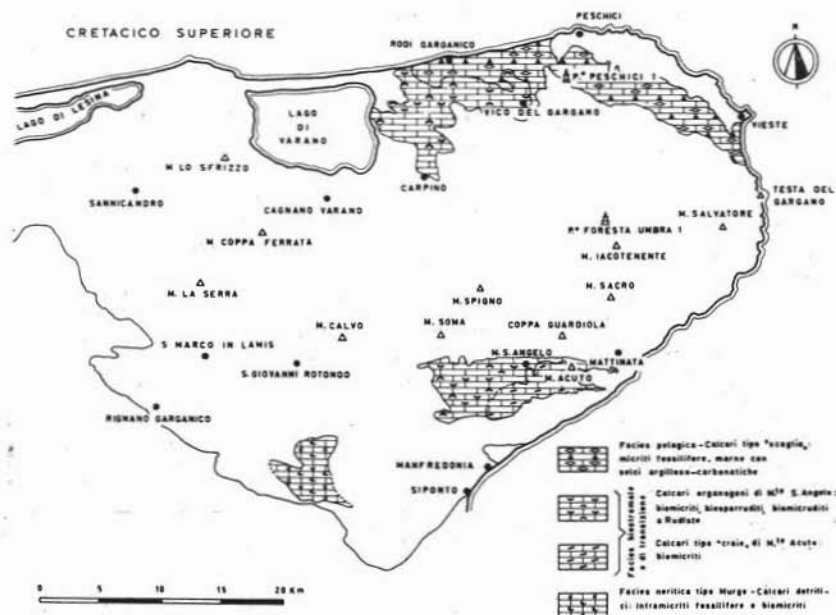 CRETACICO SUPERIORE
PESCHICI
N
RODI GARGANICO
P.º PESCHICI 1
LAGO DI LESINA
LAGO
DI
VARANO
VICO DEL GARGANO
VIESTE
M. LO SFRIZZO
CARPINO
SANNICANDRO
CAGNANO VARANO
TESTA DEL
GARGANO
M. SALVATORE
P.º FORESTA UMBRA 1
M. COPPA FERRATA
M. IACOTENENTE
M. LA SERRA
M. SPIGNO
M. SACRO
M. CALVO
M. SOMA
COPPA GUARDIOLA
S. MARCO IN LAMIS
M. S. ANGELO
MATTINATA
S. GIOVANNI ROTONDO
M. ACUTO
RIGNANO GARGANICO
MANFREDONIA
SIPONTO
Facies pelagica - Calcari tipo "scaglia„:
micriti fossilifere, marne con
selci argilloso-carbonatiche
Facies biostromale
e di transizione
Calcari organogeni di M.te S. Angelo:
biomicriti, biosparruditi, biomicruditi
a Rudiste
Calcari tipo "craie„ di M.te Acuto:
biomicriti
Facies neritica tipo Murge - Calcari detriti-
ci: intramicriti fossilifere e biomicriti
0 5 10 15 20 Km